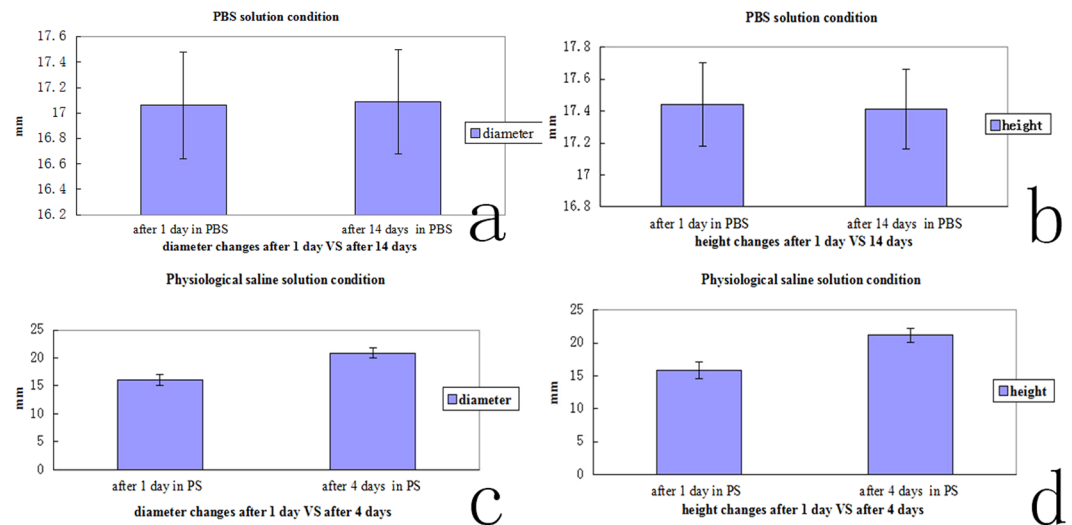 PBS solution condition
17.6
17.4
17.2
17
16.8
16.6
16.4
16.2
mm
diameter
after 1 day in PBS
after 14 days in PBS
diameter changes after 1 day VS after 14 days
a
PBS solution condition
17.8
17.6
17.4
17.2
17
16.8
mm
height
after 1 day in PBS
after 14 days in PBS
height changes after 1 day VS 14 days
b
Physiological saline solution condition
25
20
15
10
5
0
mm
diameter
after 1 day in PS
after 4 days in PS
diameter changes after 1 day VS after 4 days
c
Physiological saline solution condition
25
20
15
10
5
0
mm
height
after 1 day in PS
after 4 days in PS
height changes after 1 day VS after 4 days
d